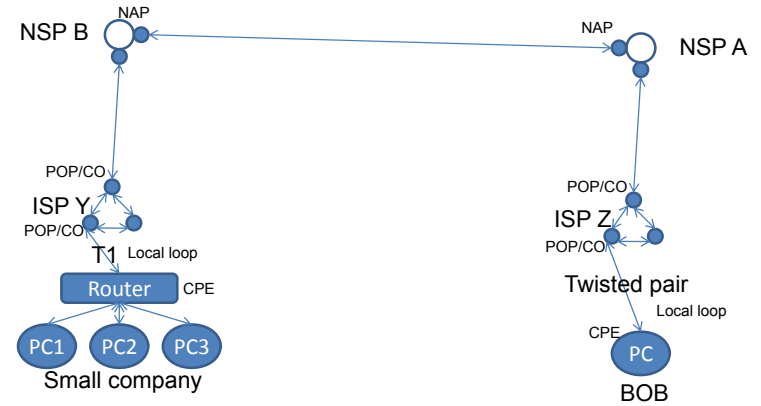 NAP
NSP B
NAP
NSP A
POP/CO
ISP Y
POP/CO
T1
Local loop
Router
CPE
PC1
PC2
PC3
Small company
POP/CO
ISP Z
POP/CO
Twisted pair
Local loop
CPE
PC
BOB